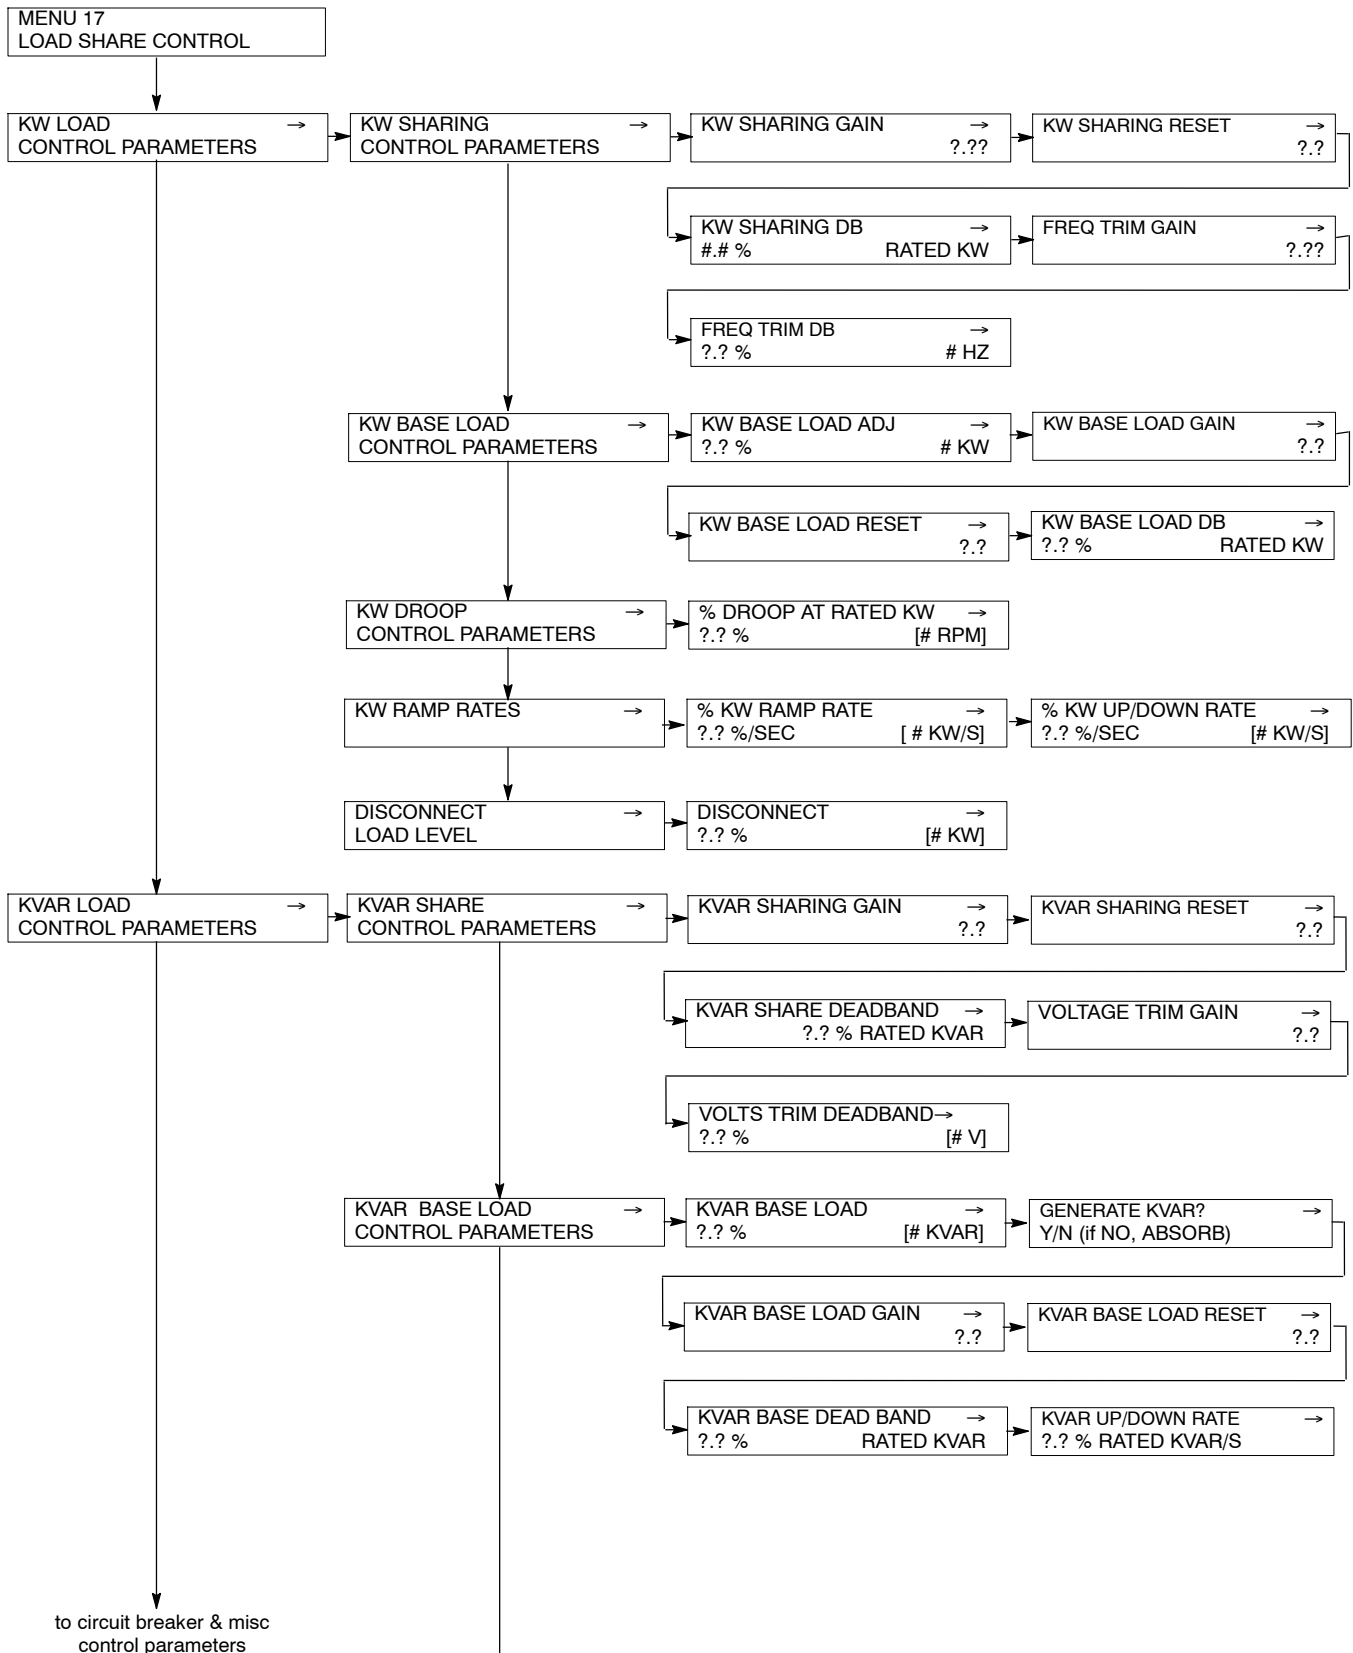 MENU 17
LOAD SHARE CONTROL
KW LOAD →
CONTROL PARAMETERS
KW SHARING →
CONTROL PARAMETERS
KW SHARING GAIN →
?.??
KW SHARING RESET →
?.?
KW SHARING DB →
#.# % RATED KW
FREQ TRIM GAIN →
?.??
FREQ TRIM DB →
?.? % # HZ
KW BASE LOAD →
CONTROL PARAMETERS
KW BASE LOAD ADJ →
?.? % # KW
KW BASE LOAD GAIN →
?.?
KW BASE LOAD RESET →
?.?
KW BASE LOAD DB →
?.? % RATED KW
KW DROOP →
CONTROL PARAMETERS
% DROOP AT RATED KW →
?.? % [# RPM]
KW RAMP RATES →
% KW RAMP RATE →
?.? %/SEC [ # KW/S]
% KW UP/DOWN RATE →
?.? %/SEC [# KW/S]
DISCONNECT →
LOAD LEVEL
DISCONNECT →
?.? % [# KW]
KVAR LOAD →
CONTROL PARAMETERS
KVAR SHARE →
CONTROL PARAMETERS
KVAR SHARING GAIN →
?.?
KVAR SHARING RESET →
?.?
KVAR SHARE DEADBAND →
?.? % RATED KVAR
VOLTAGE TRIM GAIN →
?.?
VOLTS TRIM DEADBAND→
?.? % [# V]
KVAR BASE LOAD →
CONTROL PARAMETERS
KVAR BASE LOAD →
?.? % [# KVAR]
GENERATE KVAR? →
Y/N (if NO, ABSORB)
KVAR BASE LOAD GAIN →
?.?
KVAR BASE LOAD RESET →
?.?
KVAR BASE DEAD BAND →
?.? % RATED KVAR
KVAR UP/DOWN RATE →
?.? % RATED KVAR/S
to circuit breaker & misc
control parameters